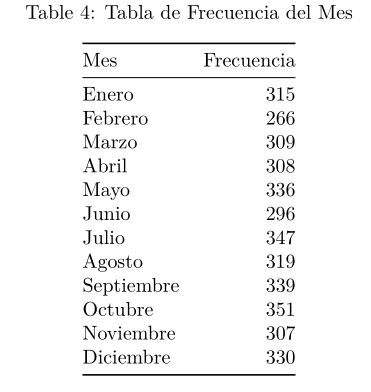 Table 4: Tabla de Frecuencia del Mes
Mes Frecuencia
Enero 315
Febrero 266
Marzo 309
Abril 308
Mayo 336
Junio 296
Julio 347
Agosto 319
Septiembre 339
Octubre 351
Noviembre 307
Diciembre 330